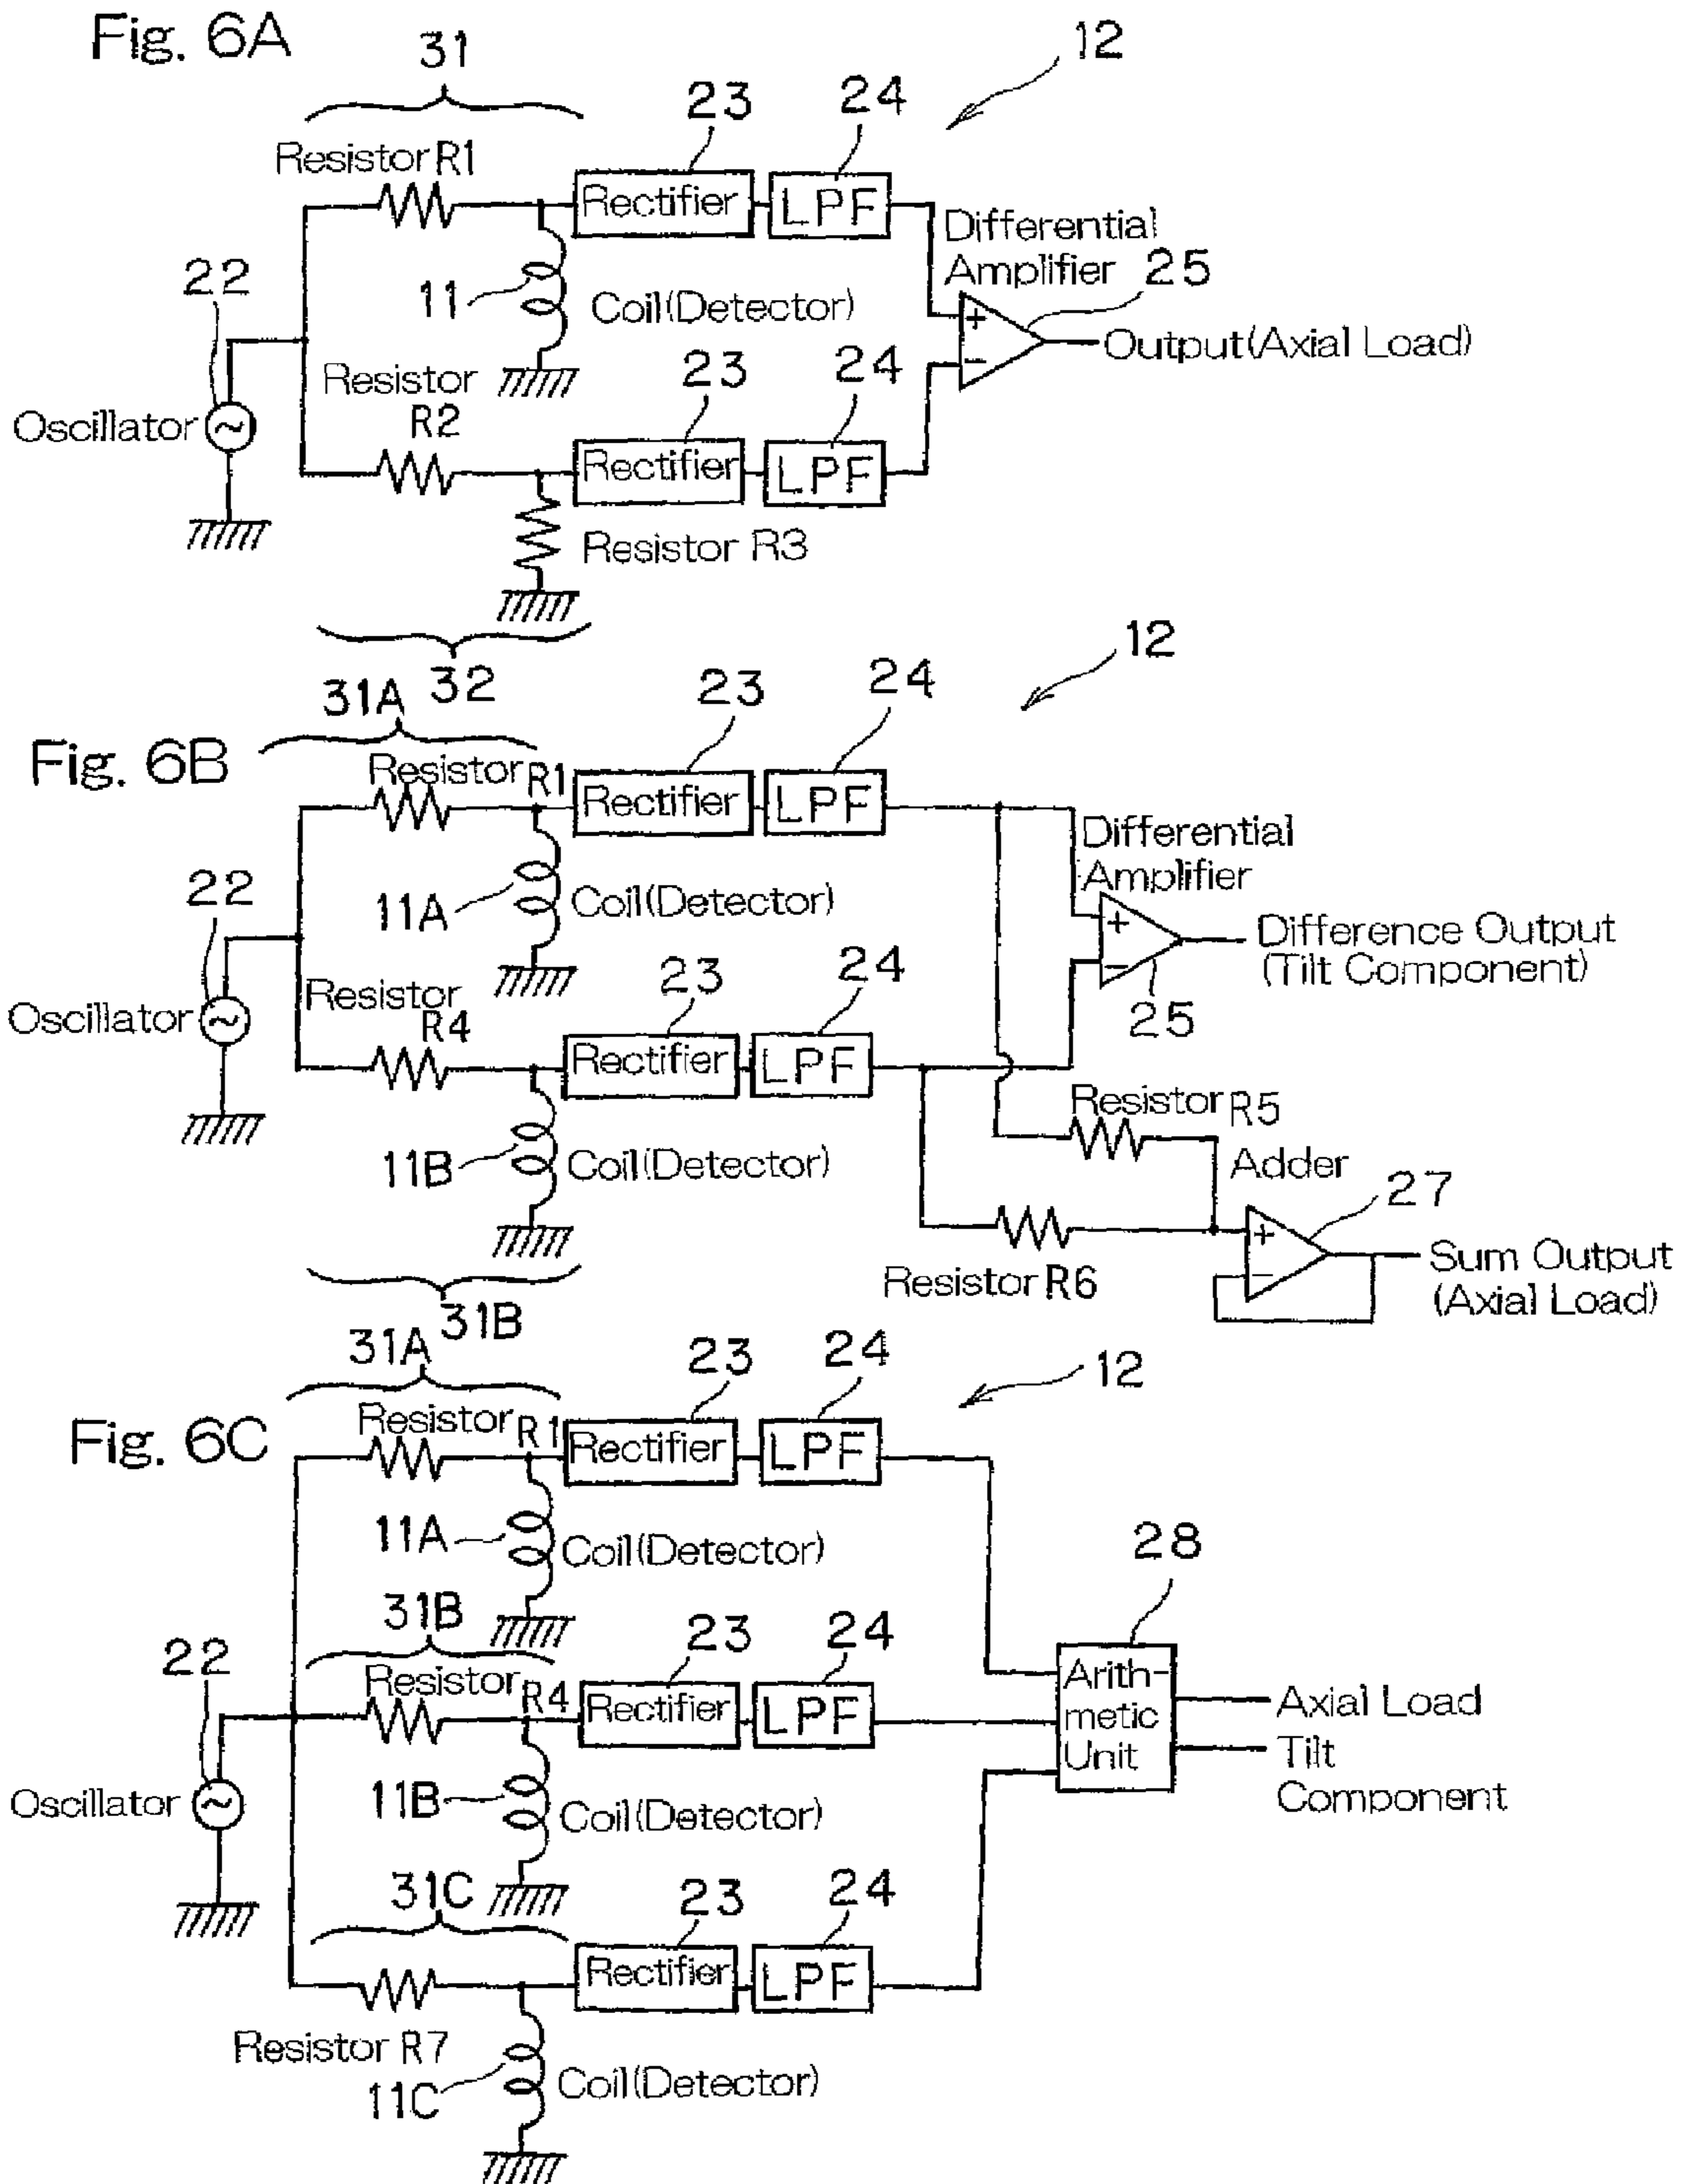 Fig. 6A
31
12
23
24
Resistor R1
Rectifier
LPF
Differential
Amplifier
25
22
11
Coil(Detector)
+
−
Output(Axial Load)
Resistor
R2
23
24
Oscillator
Rectifier
LPF
Resistor R3
32
12
31A
23
24
Fig. 6B
Resistor R1
Rectifier
LPF
Differential
Amplifier
22
11A
Coil(Detector)
+
−
Difference Output
(Tilt Component)
25
Resistor
R4
23
24
Oscillator
Rectifier
LPF
Resistor R5
11B
Coil(Detector)
Adder
27
+
−
Sum Output
(Axial Load)
Resistor R6
31B
31A
23
24
12
Fig. 6C
Resistor R1
Rectifier
LPF
11A
Coil(Detector)
28
31B
23
24
22
Resistor R4
Rectifier
LPF
Arith-
metic
Unit
Axial Load
Tilt
Component
Oscillator
11B
Coil(Detector)
31C
23
24
Rectifier
LPF
Resistor R7
11C
Coil(Detector)